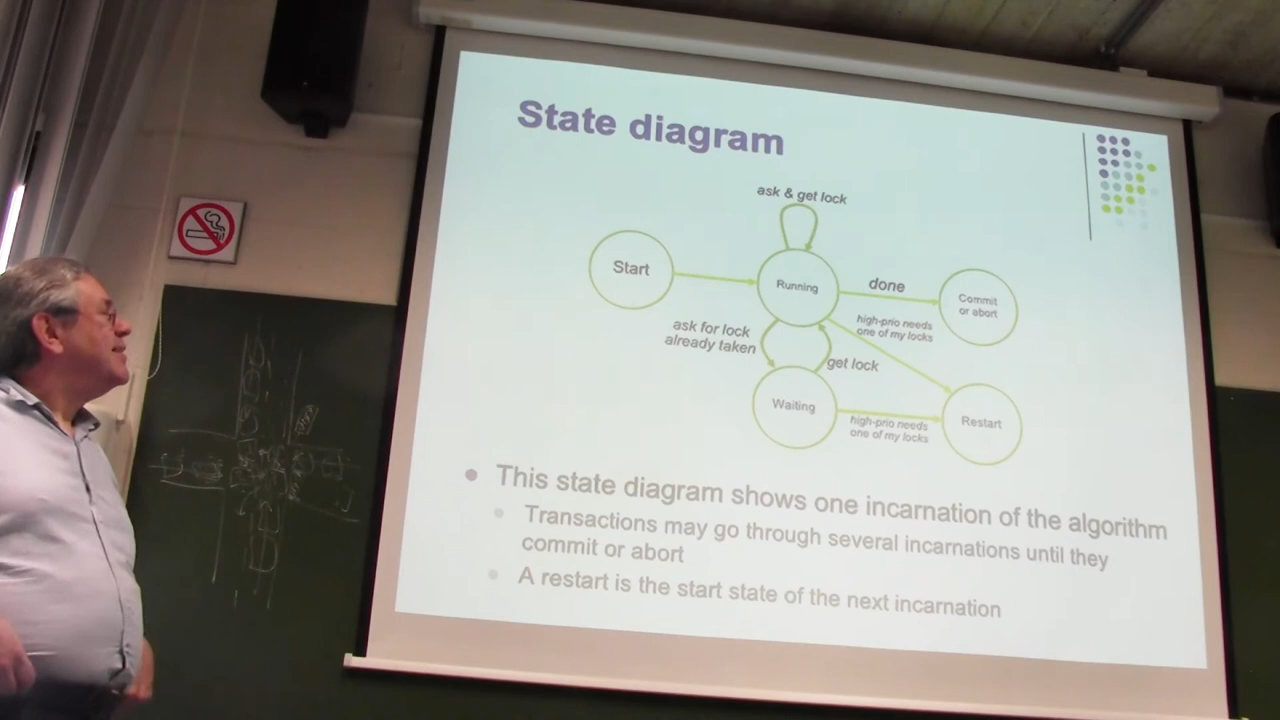 State diagram
ask & get lock
Start
Running
done
Commit
or abort
high-prio needs
one of my locks
ask for lock
already taken
get lock
Waiting
high-prio needs
one of my locks
Restart
This state diagram shows one incarnation of the algorithm
Transactions may go through several incarnations until they
commit or abort
A restart is the start state of the next incarnation